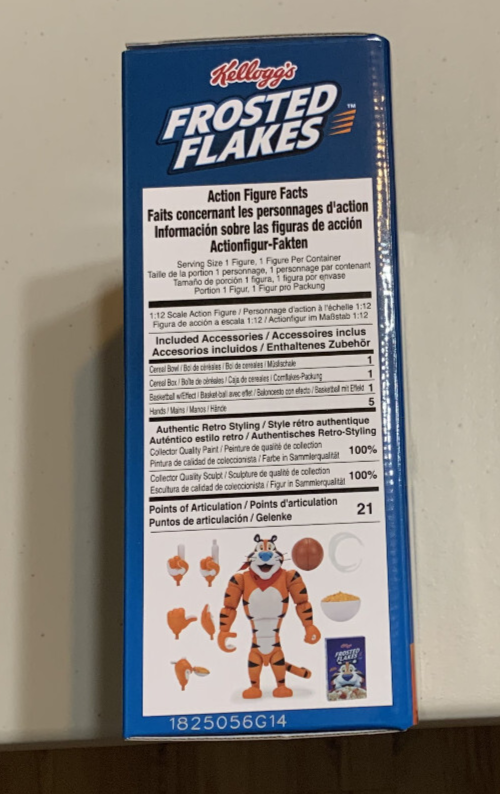 Kellogg's
FROSTED
FLAKES™
Action Figure Facts
Faits concernant les personnages d'action
Información sobre las figuras de acción
Actionfigur-Fakten
Serving Size 1 Figure, 1 Figure Per Container
Taille de la portion 1 personnage, 1 personnage par contenant
Tamaño de porción 1 figura, 1 figura por envase
Portion 1 Figur, 1 Figur pro Packung
1:12 Scale Action Figure / Personnage d'action à l'échelle 1:12
Figura de acción a escala 1:12 / Actionfigur im Maßstab 1:12
Included Accessories / Accessoires inclus
Accesorios incluidos / Enthaltenes Zubehör
Cereal Bowl / Bol de céréales / Bol de cereales / Müslischale 1
Cereal Box / Boîte de céréales / Caja de cereales / Cornflakes-Packung 1
Basketball w/Effect / Basket-ball avec effet / Baloncesto con efecto / Basketball mit Effekt 1
Hands / Mains / Manos / Hände 5
Authentic Retro Styling / Style rétro authentique
Auténtico estilo retro / Authentisches Retro-Styling
Collector Quality Paint / Peinture de qualité de collection
Pintura de calidad de coleccionista / Farbe in Sammlerqualität 100%
Collector Quality Sculpt / Sculpture de qualité de collection
Escultura de calidad de coleccionista / Figur in Sammlerqualität 100%
Points of Articulation / Points d'articulation
Puntos de articulación / Gelenke 21
FROSTED
FLAKES
1825056G14